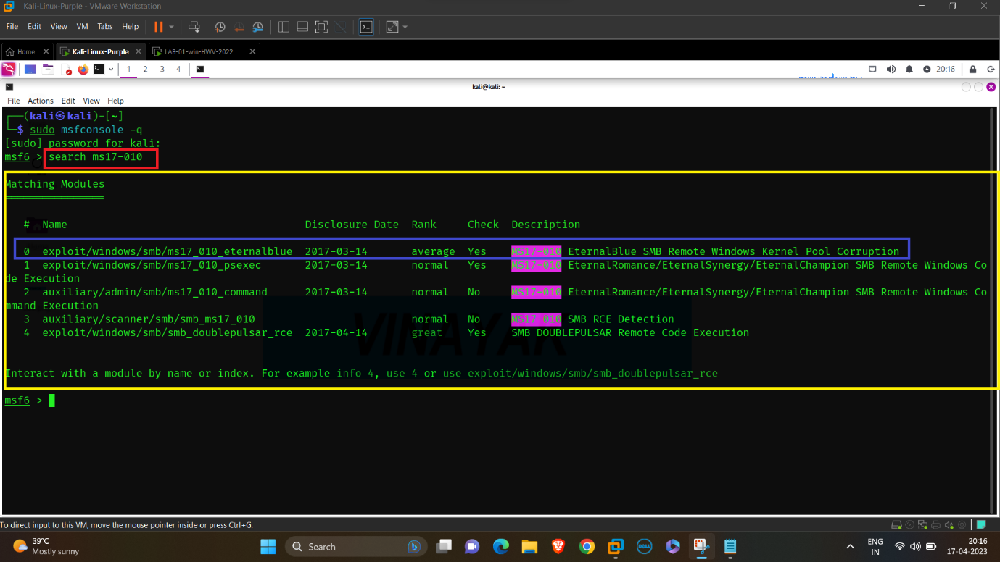 Kali-Linux-Purple - VMware Workstation
File Edit View VM Tabs Help
Home Kali-Linux-Purple LAB-01-win-HWV-2022
1 2 3 4 20:16
kali@kali: ~
File Actions Edit View Help
(kali㉿kali)-[~]
$ sudo msfconsole -q
[sudo] password for kali:
msf6 > search ms17-010
Matching Modules
================
# Name Disclosure Date Rank Check Description
0 exploit/windows/smb/ms17_010_eternalblue 2017-03-14 average Yes MS17-010 EternalBlue SMB Remote Windows Kernel Pool Corruption
1 exploit/windows/smb/ms17_010_psexec 2017-03-14 normal Yes MS17-010 EternalRomance/EternalSynergy/EternalChampion SMB Remote Windows Co
de Execution
2 auxiliary/admin/smb/ms17_010_command 2017-03-14 normal No MS17-010 EternalRomance/EternalSynergy/EternalChampion SMB Remote Windows Co
mmand Execution
3 auxiliary/scanner/smb/smb_ms17_010 normal No MS17-010 SMB RCE Detection
4 exploit/windows/smb/smb_doublepulsar_rce 2017-04-14 great Yes SMB DOUBLEPULSAR Remote Code Execution
VINAYAK
Interact with a module by name or index. For example info 4, use 4 or use exploit/windows/smb/smb_doublepulsar_rce
msf6 >
To direct input to this VM, move the mouse pointer inside or press Ctrl+G.
39°C
Mostly sunny
Search
DELL
ENG
IN
20:16
17-04-2023